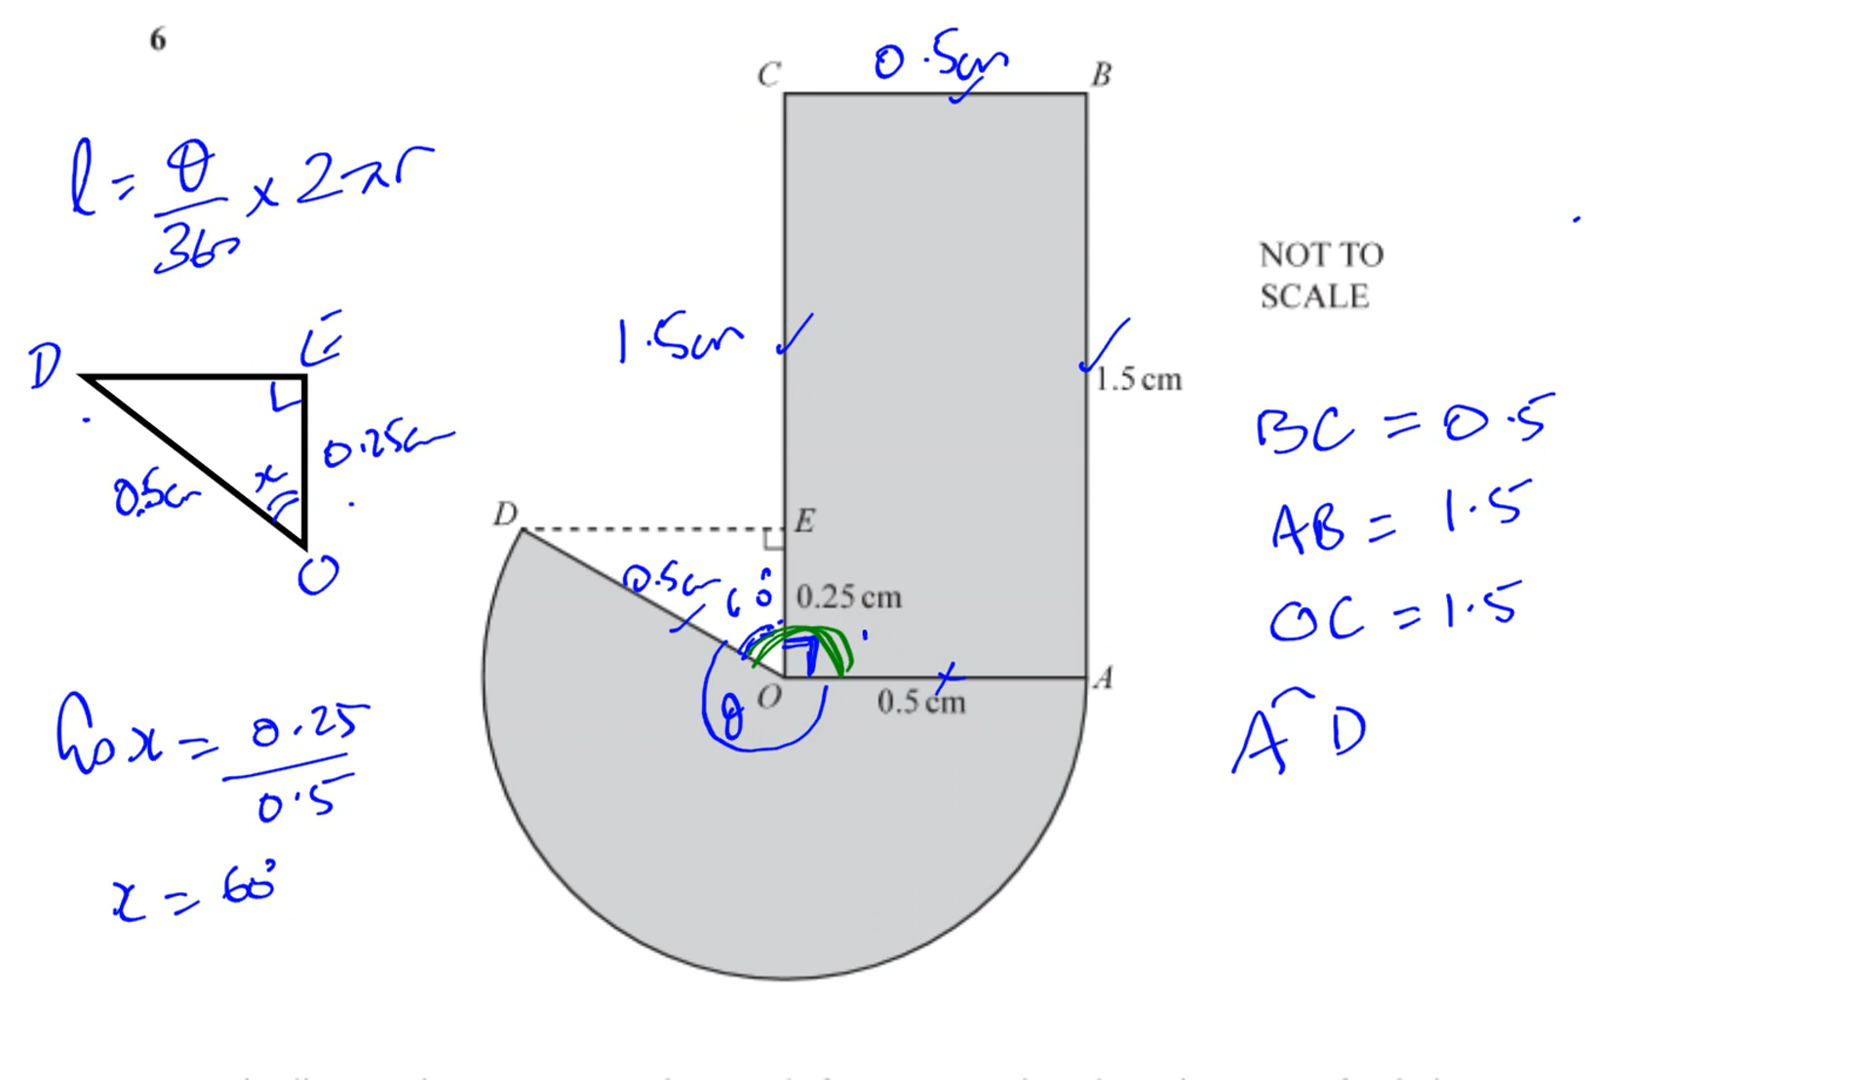 6
0.5cm
C
B
l = θ/360 × 2πr
NOT TO
SCALE
D
E
1.5cm
1.5 cm
0.25cm
BC = 0.5
x
0.5cm
AB = 1.5
D
E
O
0.5cm
60°
0.25 cm
OC = 1.5
O
A
θ
0.5 cm
Cos x = 0.25/0.5
A⌒D
x = 60°